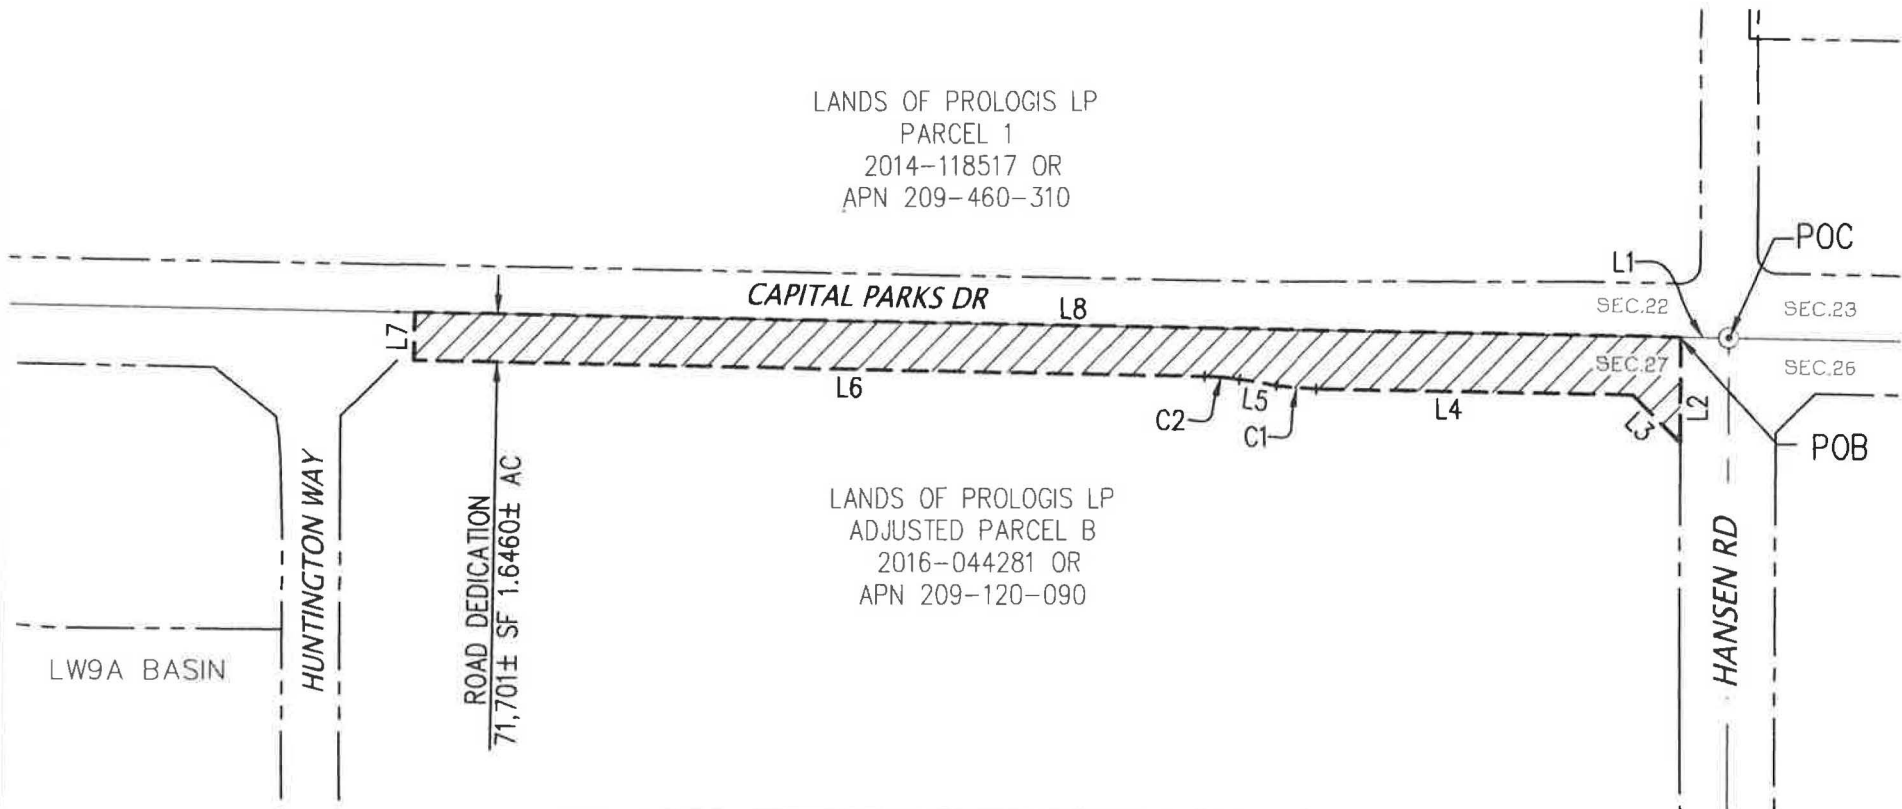 LANDS OF PROLOGIS LP
PARCEL 1
2014-118517 OR
APN 209-460-310
POC
L1
CAPITAL PARKS DR
L8
SEC.22
SEC.23
L7
SEC.27
SEC.26
L6
C2
L5
C1
L4
L3
L2
POB
HUNTINGTON WAY
ROAD DEDICATION
71,701± SF 1.6460± AC
LANDS OF PROLOGIS LP
ADJUSTED PARCEL B
2016-044281 OR
APN 209-120-090
HANSEN RD
LW9A BASIN